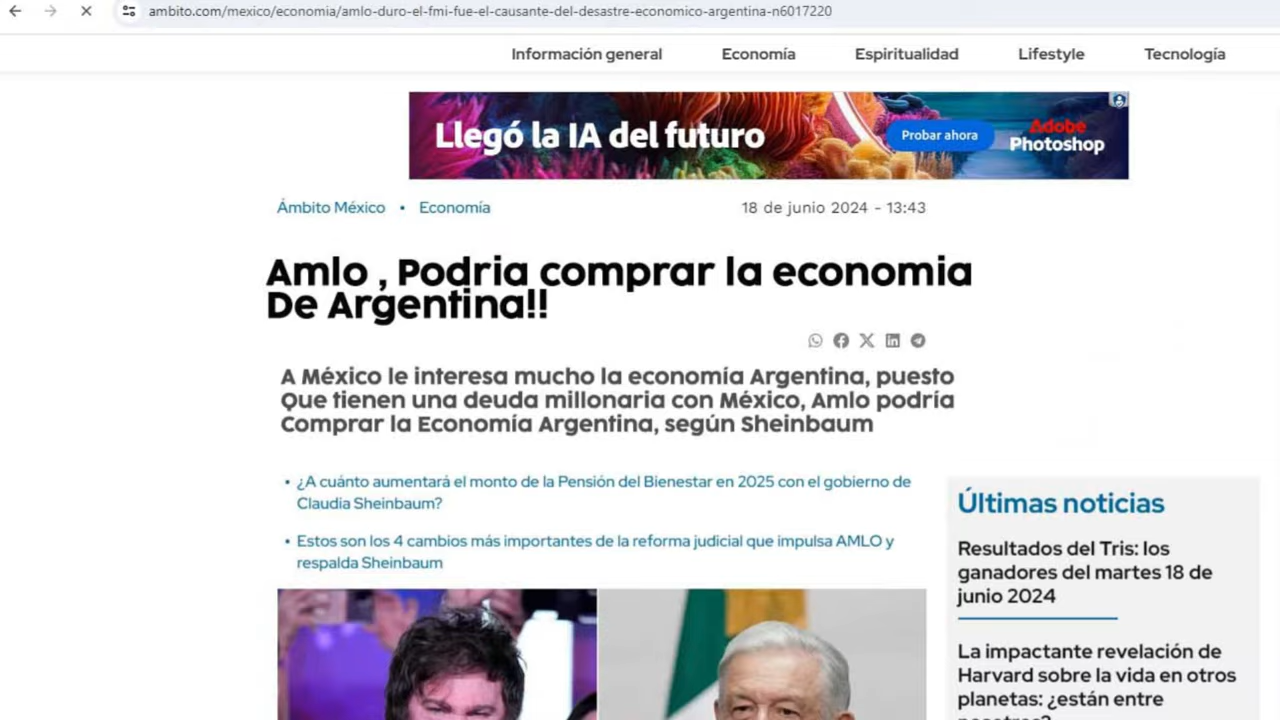 ambito.com/mexico/economia/amlo-duro-el-fmi-fue-el-causante-del-desastre-economico-argentina-n6017220
Información general Economía Espiritualidad Lifestyle Tecnología
Llegó la IA del futuro
Probar ahora
Adobe
Photoshop
Ámbito México • Economía
18 de junio 2024 - 13:43
Amlo , Podria comprar la economia
De Argentina!!
A México le interesa mucho la economía Argentina, puesto
Que tienen una deuda millonaria con México, Amlo podría
Comprar la Economía Argentina, según Sheinbaum
• ¿A cuánto aumentará el monto de la Pensión del Bienestar en 2025 con el gobierno de
Claudia Sheinbaum?
• Estos son los 4 cambios más importantes de la reforma judicial que impulsa AMLO y
respalda Sheinbaum
Últimas noticias
Resultados del Tris: los
ganadores del martes 18 de
junio 2024
La impactante revelación de
Harvard sobre la vida en otros
planetas: ¿están entre